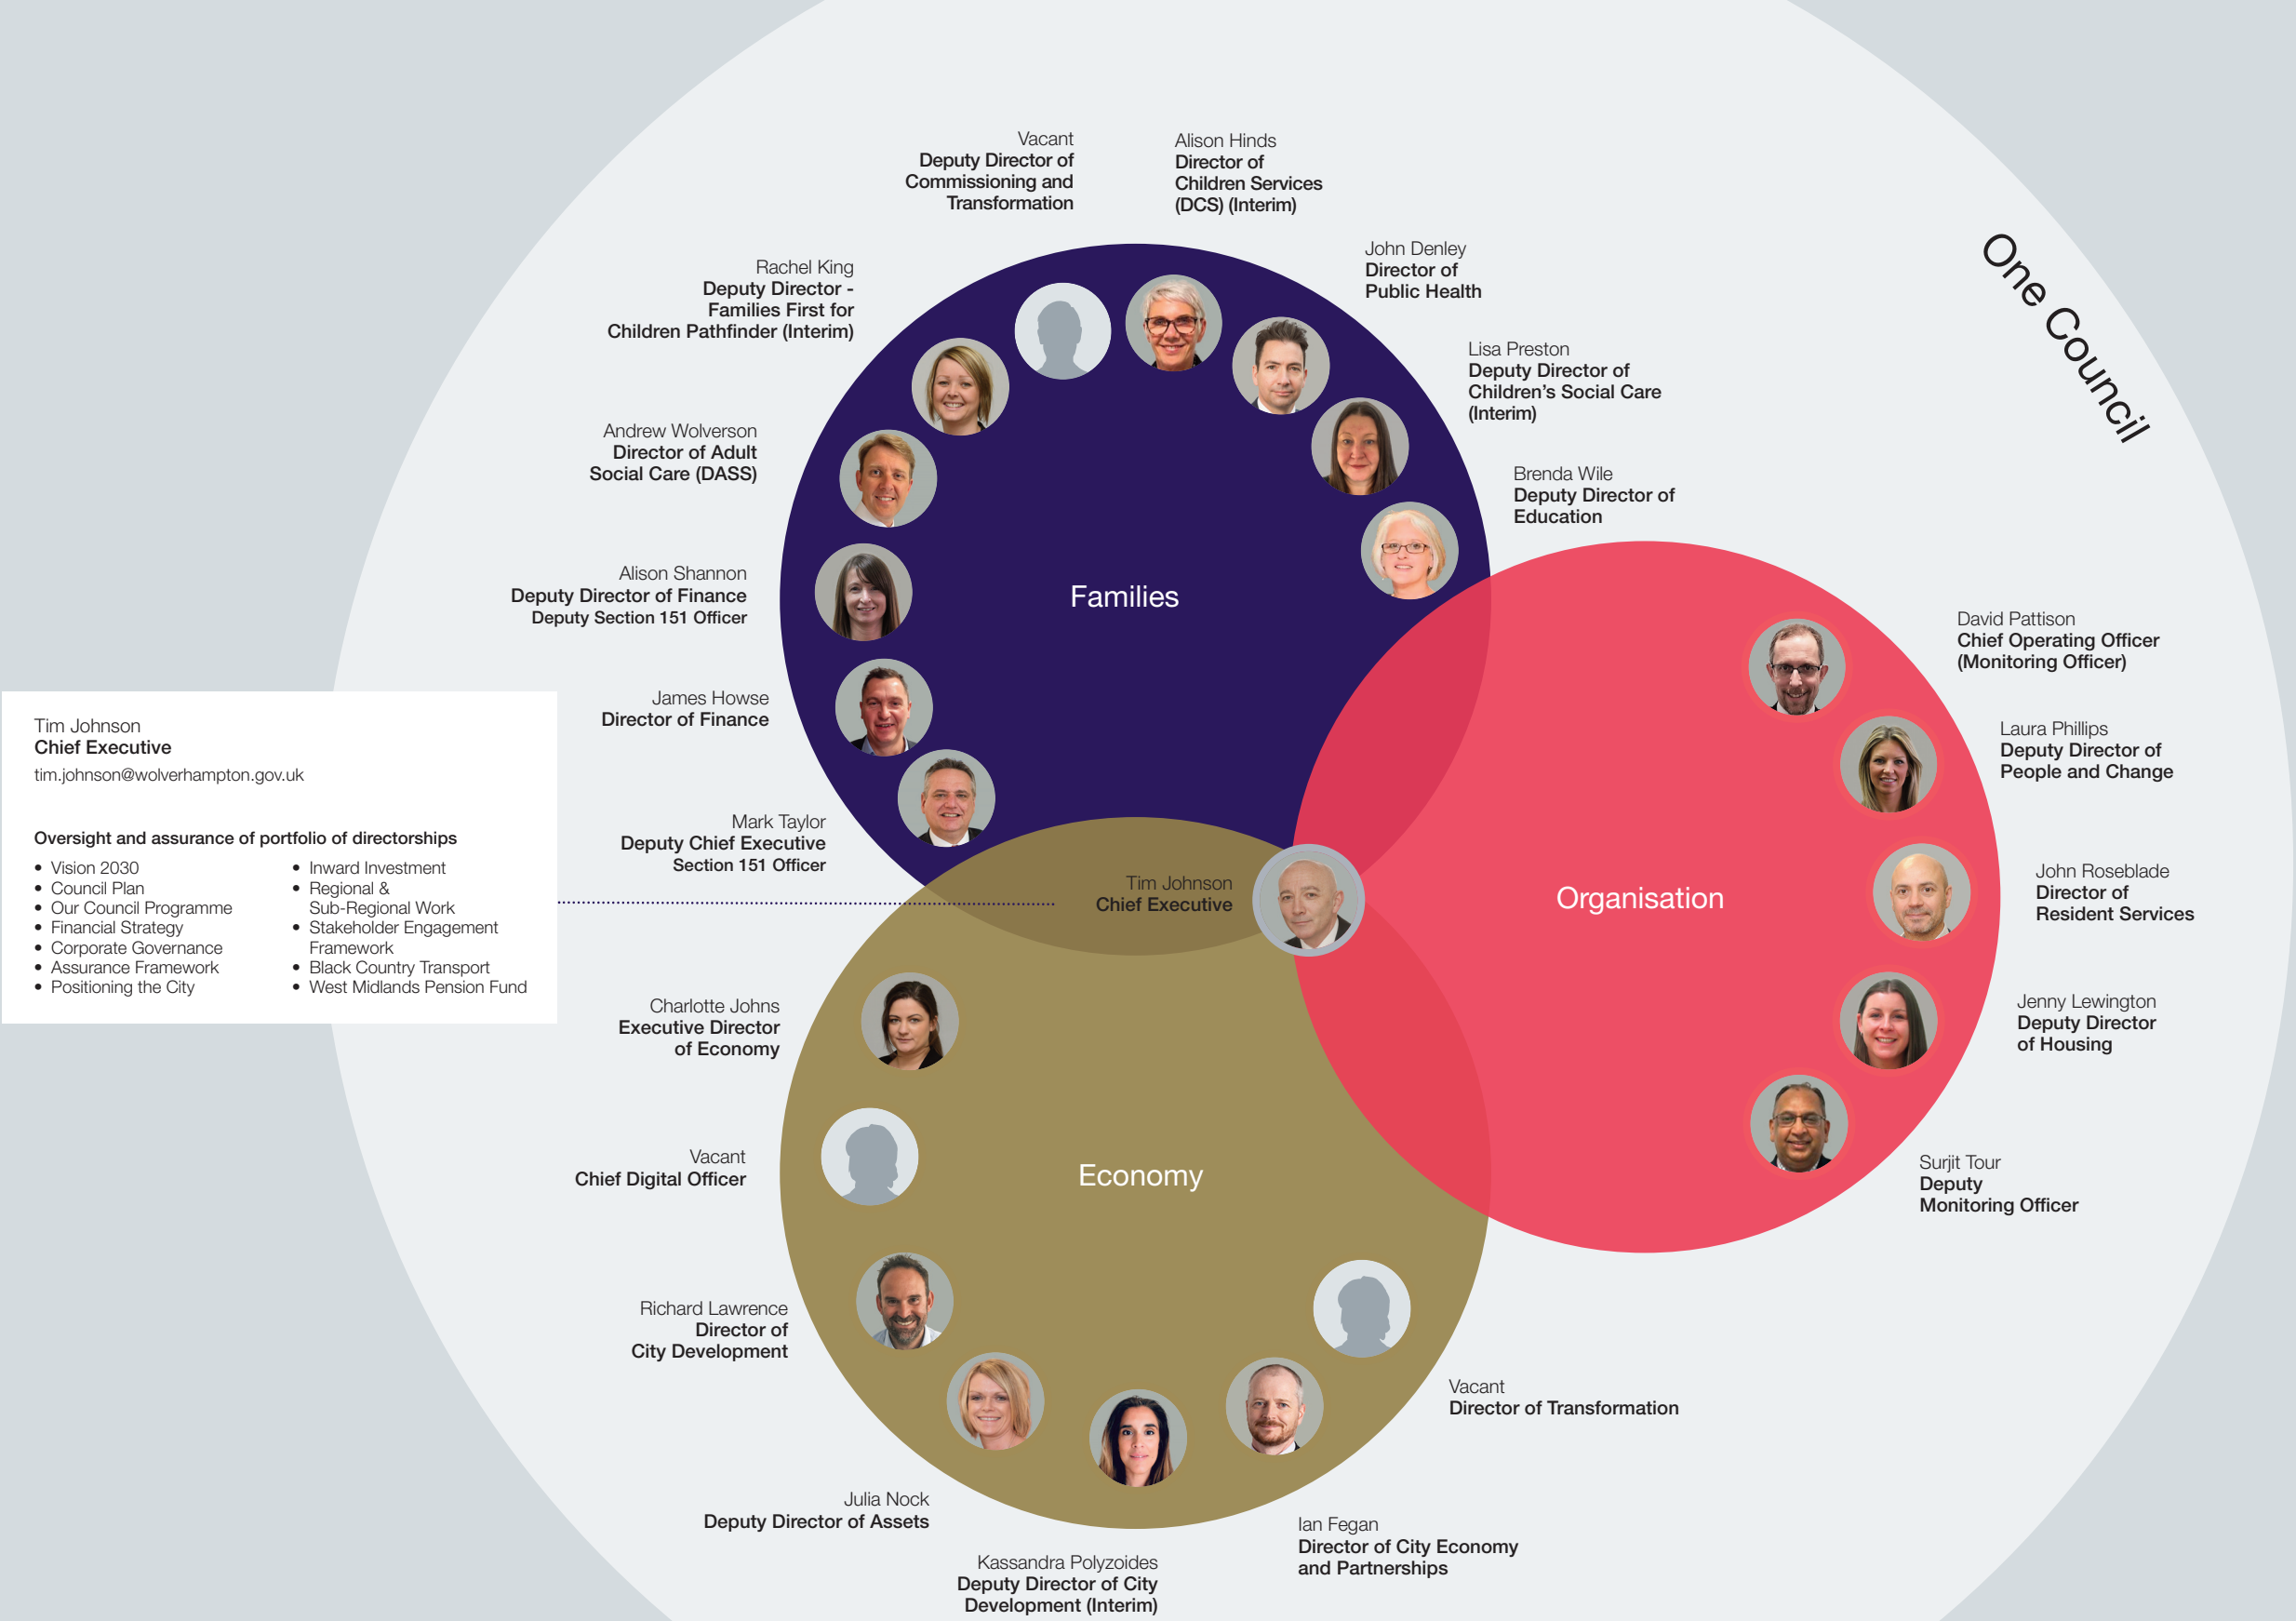 One Council
Vacant
Deputy Director of
Commissioning and
Transformation
Alison Hinds
Director of
Children Services
(DCS) (Interim)
John Denley
Director of
Public Health
Rachel King
Deputy Director -
Families First for
Children Pathfinder (Interim)
Lisa Preston
Deputy Director of
Children’s Social Care
(Interim)
Andrew Wolverson
Director of Adult
Social Care (DASS)
Brenda Wile
Deputy Director of
Education
Alison Shannon
Deputy Director of Finance
Deputy Section 151 Officer
Families
James Howse
Director of Finance
Mark Taylor
Deputy Chief Executive
Section 151 Officer
David Pattison
Chief Operating Officer
(Monitoring Officer)
Laura Phillips
Deputy Director of
People and Change
John Roseblade
Director of
Resident Services
Organisation
Jenny Lewington
Deputy Director
of Housing
Surjit Tour
Deputy
Monitoring Officer
Tim Johnson
Chief Executive
Tim Johnson
Chief Executive
tim.johnson@wolverhampton.gov.uk
Oversight and assurance of portfolio of directorships
• Vision 2030
• Council Plan
• Our Council Programme
• Financial Strategy
• Corporate Governance
• Assurance Framework
• Positioning the City
• Inward Investment
• Regional &
Sub-Regional Work
• Stakeholder Engagement
Framework
• Black Country Transport
• West Midlands Pension Fund
Charlotte Johns
Executive Director
of Economy
Vacant
Chief Digital Officer
Economy
Richard Lawrence
Director of
City Development
Julia Nock
Deputy Director of Assets
Kassandra Polyzoides
Deputy Director of City
Development (Interim)
Ian Fegan
Director of City Economy
and Partnerships
Vacant
Director of Transformation